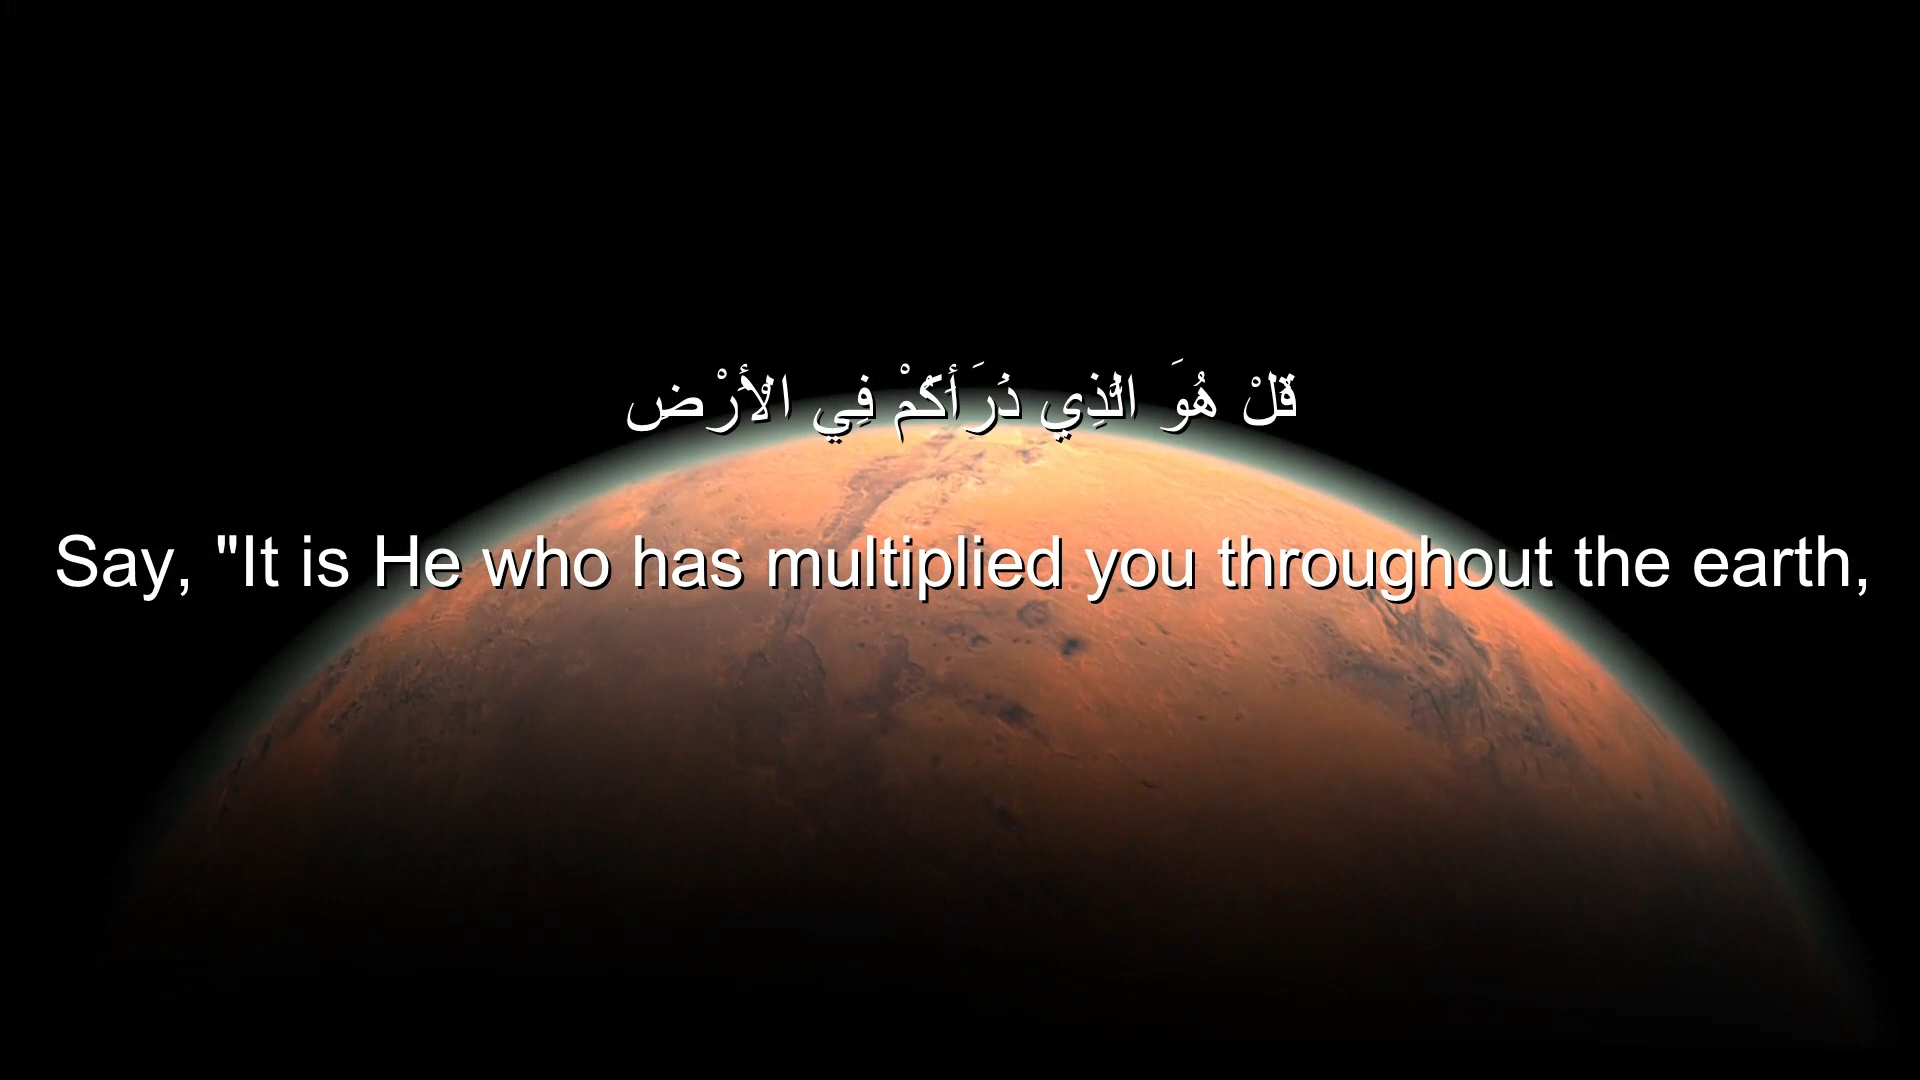 قُلْ هُوَ الَّذِي ذَرَأَكُمْ فِي الْأَرْضِ
Say, "It is He who has multiplied you throughout the earth,